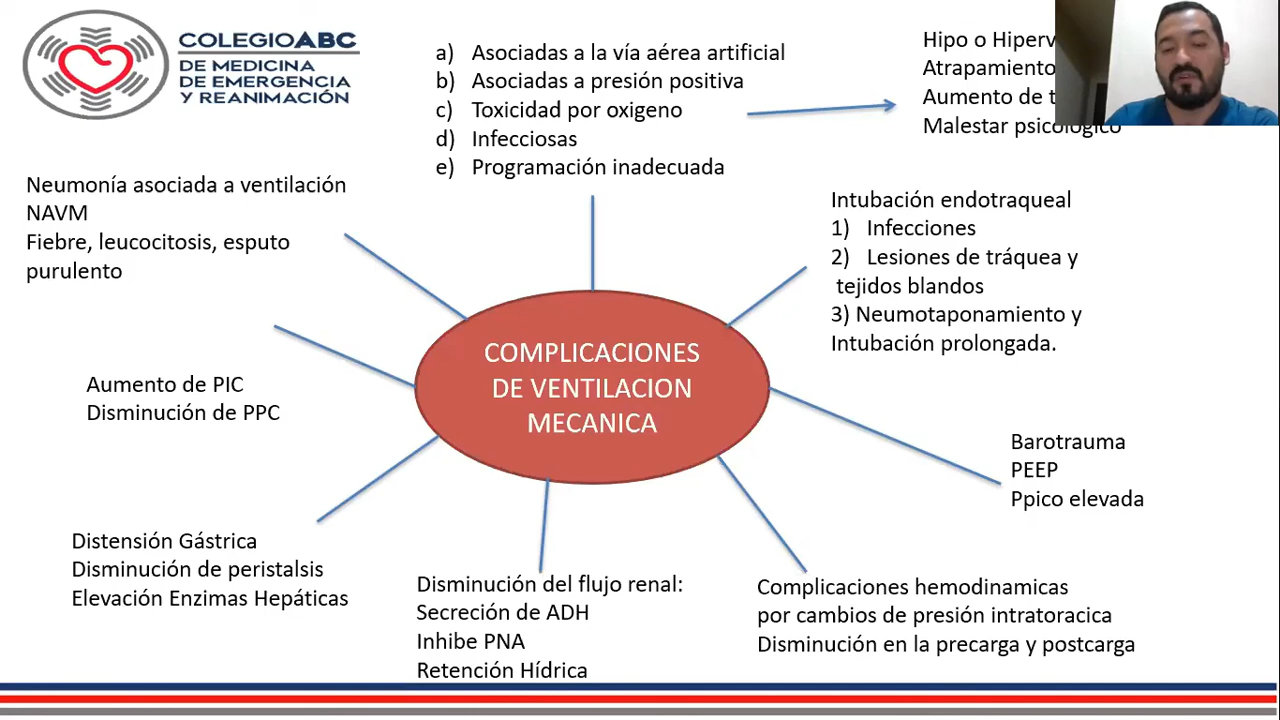 COLEGIOABC
DE MEDICINA
DE EMERGENCIA
Y REANIMACIÓN
a) Asociadas a la vía aérea artificial
b) Asociadas a presión positiva
c) Toxicidad por oxigeno
d) Infecciosas
e) Programación inadecuada
Hipo o
Atrapamiento
Aumento de
Malestar psicológico
Neumonía asociada a ventilación
NAVM
Fiebre, leucocitosis, esputo
purulento
Intubación endotraqueal
1) Infecciones
2) Lesiones de tráquea y
tejidos blandos
3) Neumotaponamiento y
Intubación prolongada.
COMPLICACIONES
DE VENTILACION
MECANICA
Aumento de PIC
Disminución de PPC
Barotrauma
PEEP
Ppico elevada
Distensión Gástrica
Disminución de peristalsis
Elevación Enzimas Hepáticas
Disminución del flujo renal:
Secreción de ADH
Inhibe PNA
Retención Hídrica
Complicaciones hemodinamicas
por cambios de presión intratoracica
Disminución en la precarga y postcarga